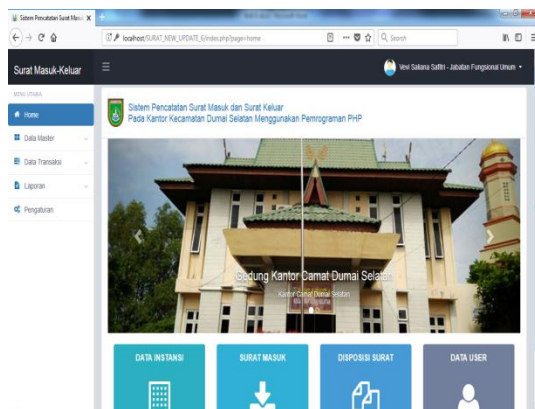 Sistem Pencatatan Surat Masu
localhost/SURAT_NEW_UPDATE_6/index.php?page=home
Search
Surat Masuk-Keluar
Vevi Sakana Safitri - Jabatan Fungsional Umum
MENU UTAMA
Home
Data Master
Data Transaksi
Laporan
Pengaturan
Sistem Pencatatan Surat Masuk dan Surat Keluar
Pada Kantor Kecamatan Dumai Selatan Menggunakan Pemrograman PHP
Gedung Kantor Camat Dumai Selatan
Kantor Camat Dumai Selatan
DATA INSTANSI
SURAT MASUK
DISPOSISI SURAT
DATA USER